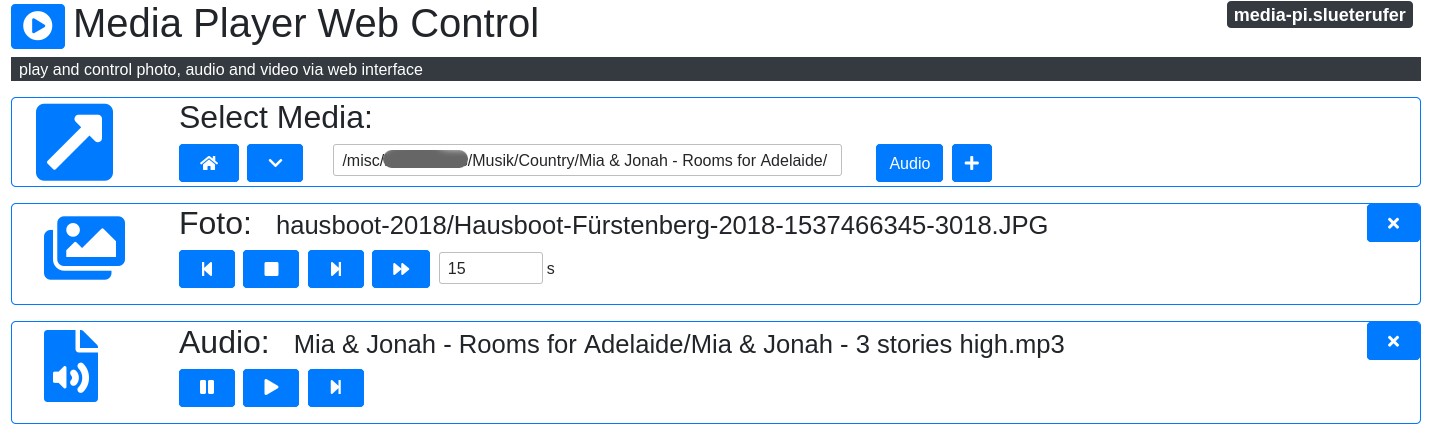 Media Player Web Control
media-pi.slueterufer
play and control photo, audio and video via web interface
Select Media:
/misc/ /Musik/Country/Mia & Jonah - Rooms for Adelaide/
Audio
Foto: hausboot-2018/Hausboot-Fürstenberg-2018-1537466345-3018.JPG
15 s
Audio: Mia & Jonah - Rooms for Adelaide/Mia & Jonah - 3 stories high.mp3